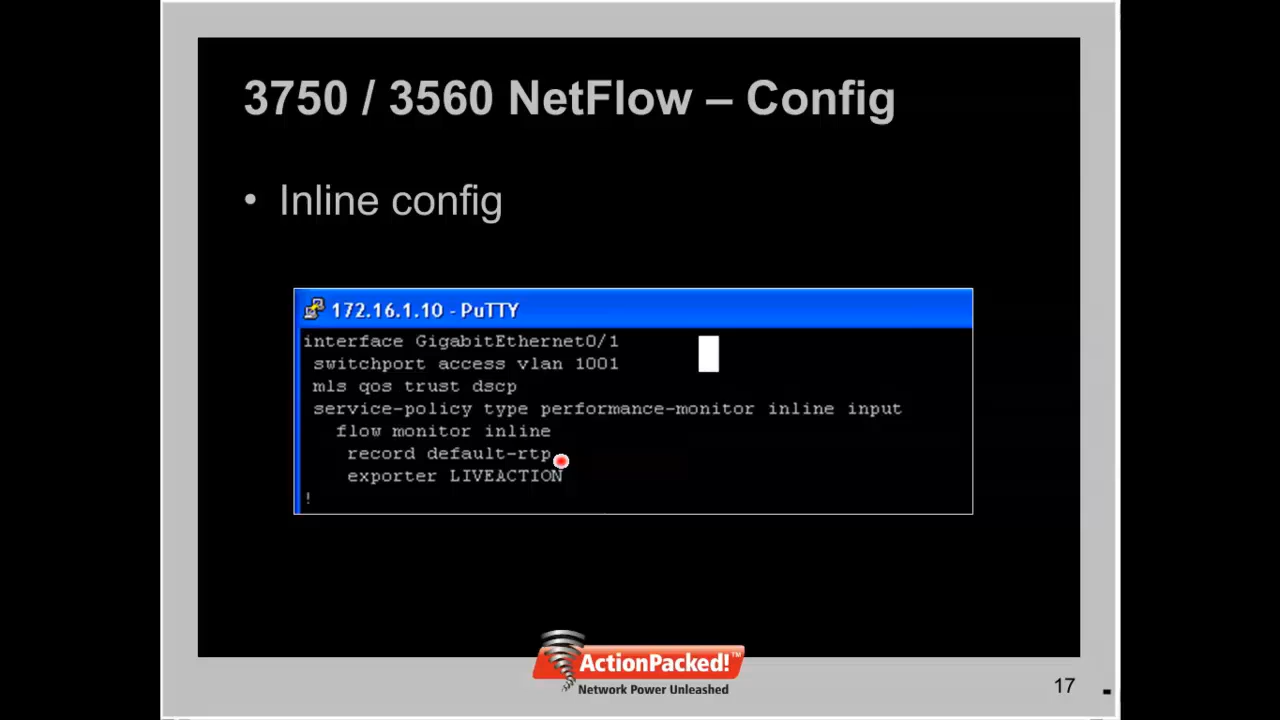 3750 / 3560 NetFlow – Config
• Inline config
172.16.1.10 - PuTTY
interface GigabitEthernet0/1
switchport access vlan 1001
mls qos trust dscp
service-policy type performance-monitor inline input
flow monitor inline
record default-rtp
exporter LIVEACTION
!
ActionPacked!™
Network Power Unleashed
17